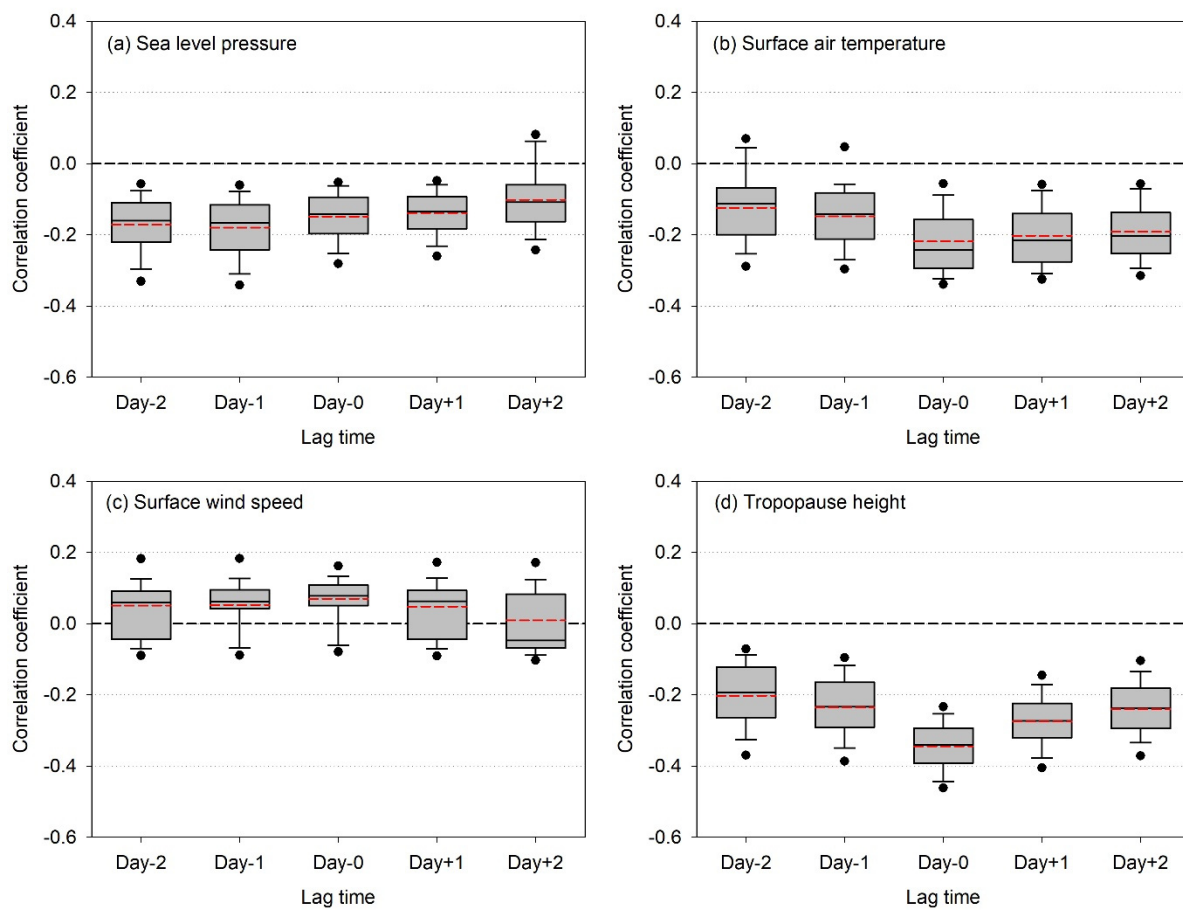 (a) Sea level pressure
Correlation coefficient
0.4
0.2
0.0
-0.2
-0.4
-0.6
Day-2 Day-1 Day-0 Day+1 Day+2
Lag time
(b) Surface air temperature
Correlation coefficient
0.4
0.2
0.0
-0.2
-0.4
-0.6
Day-2 Day-1 Day-0 Day+1 Day+2
Lag time
(c) Surface wind speed
Correlation coefficient
0.4
0.2
0.0
-0.2
-0.4
-0.6
Day-2 Day-1 Day-0 Day+1 Day+2
Lag time
(d) Tropopause height
Correlation coefficient
0.4
0.2
0.0
-0.2
-0.4
-0.6
Day-2 Day-1 Day-0 Day+1 Day+2
Lag time